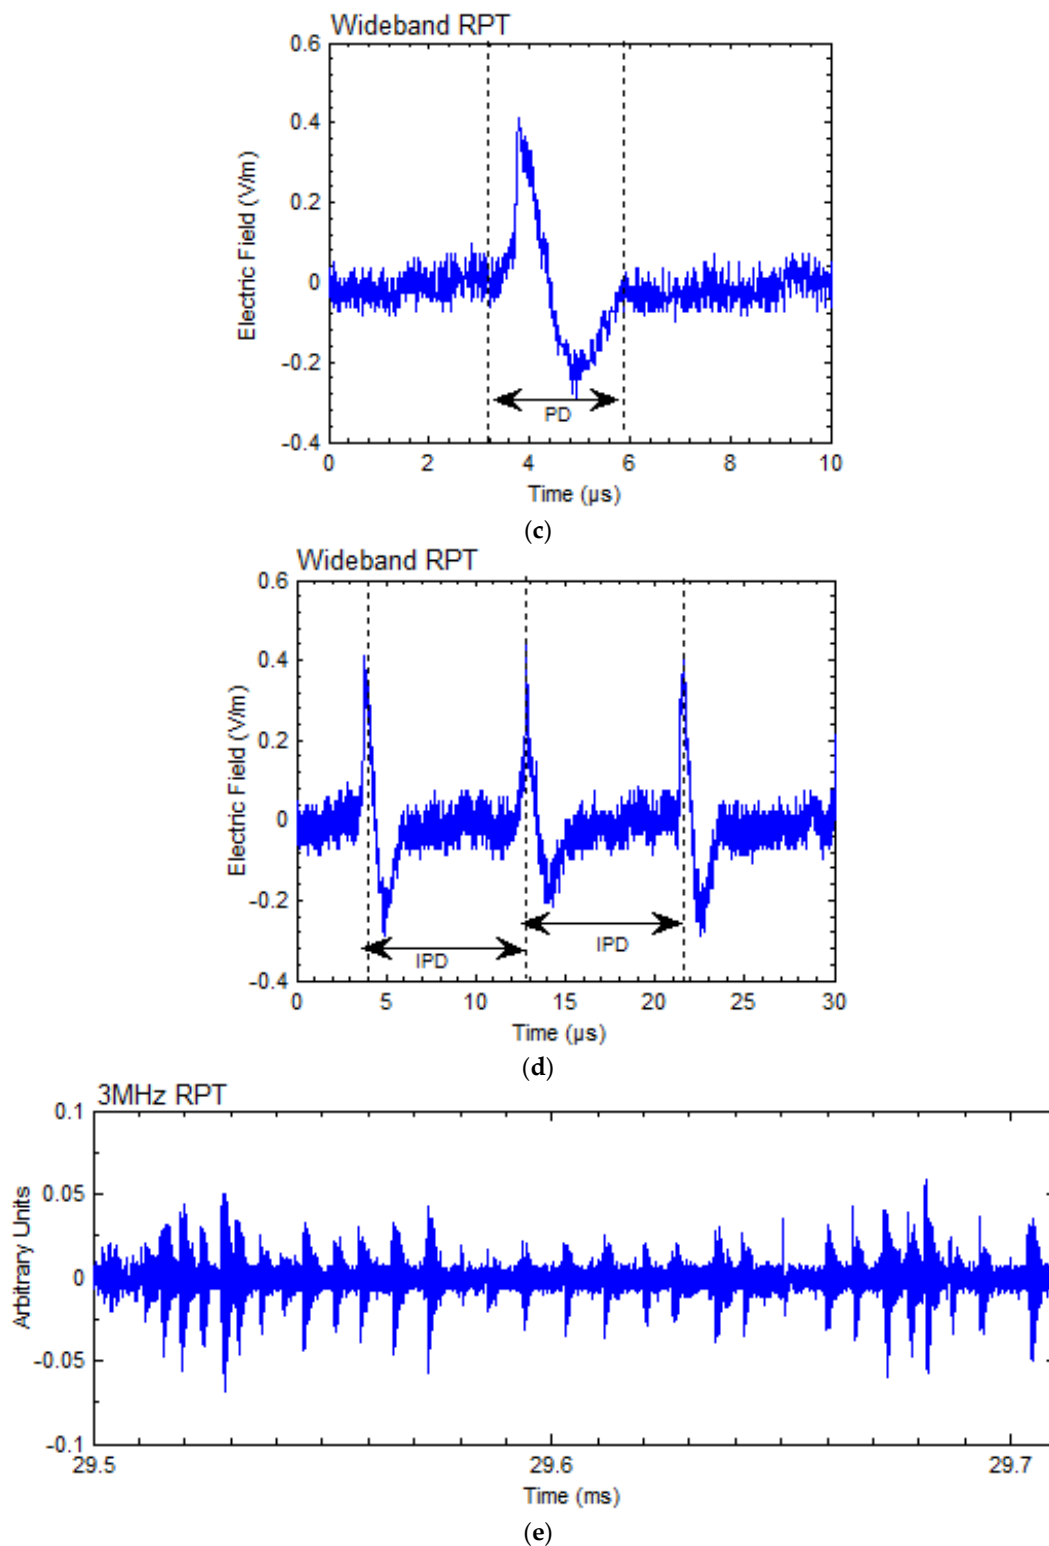 Wideband RPT
0.6
0.4
0.2
0
-0.2
-0.4
Electric Field (V/m)
PD
0 2 4 6 8 10
Time (µs)
(c)
Wideband RPT
0.6
0.4
0.2
0
-0.2
-0.4
Electric Field (V/m)
IPD
IPD
0 5 10 15 20 25 30
Time (µs)
(d)
3MHz RPT
0.1
0.05
0
-0.05
-0.1
Arbitrary Units
29.5 29.6 29.7
Time (ms)
(e)